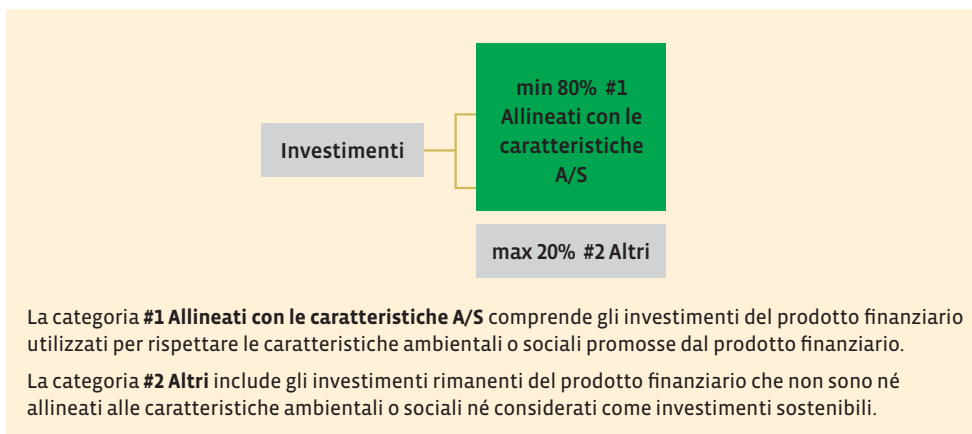 min 80% #1
Allineati con le
caratteristiche
A/S
Investimenti
max 20% #2 Altri
La categoria #1 Allineati con le caratteristiche A/S comprende gli investimenti del prodotto finanziario
utilizzati per rispettare le caratteristiche ambientali o sociali promosse dal prodotto finanziario.
La categoria #2 Altri include gli investimenti rimanenti del prodotto finanziario che non sono né
allineati alle caratteristiche ambientali o sociali né considerati come investimenti sostenibili.